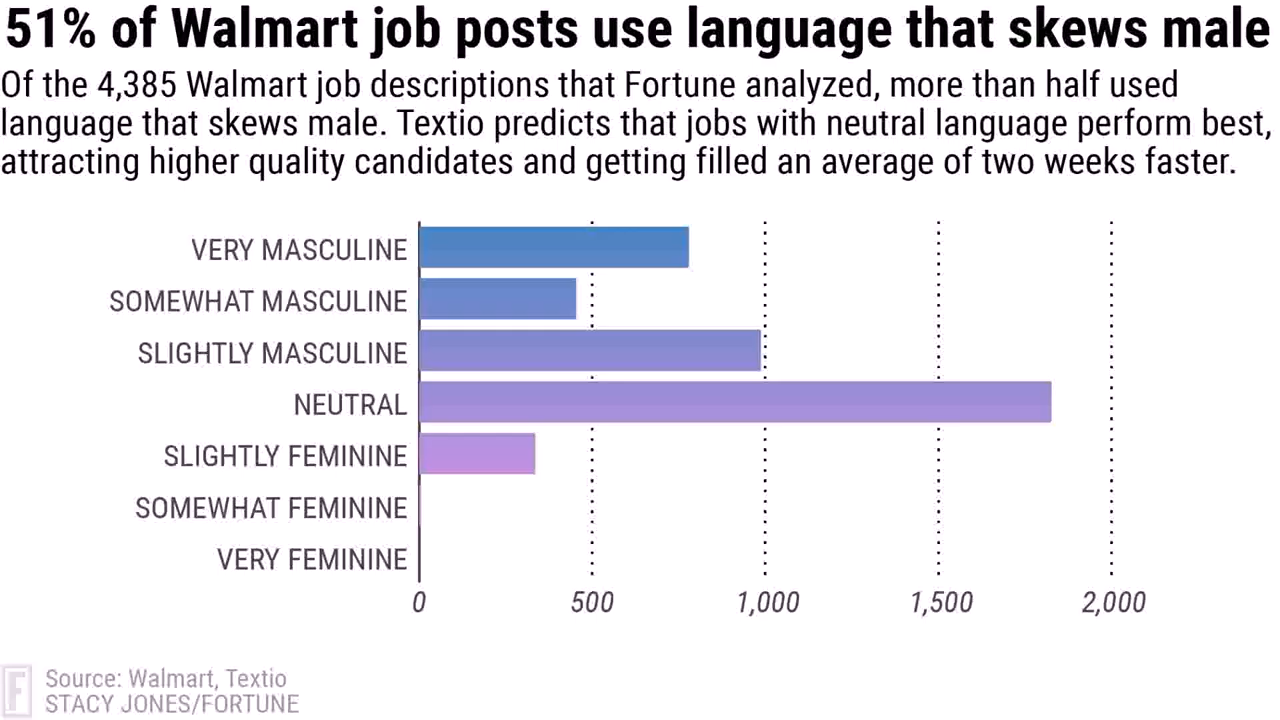 51% of Walmart job posts use language that skews male
Of the 4,385 Walmart job descriptions that Fortune analyzed, more than half used
language that skews male. Textio predicts that jobs with neutral language perform best,
attracting higher quality candidates and getting filled an average of two weeks faster.
VERY MASCULINE
SOMEWHAT MASCULINE
SLIGHTLY MASCULINE
NEUTRAL
SLIGHTLY FEMININE
SOMEWHAT FEMININE
VERY FEMININE
0 500 1,000 1,500 2,000
F
Source: Walmart, Textio
STACY JONES/FORTUNE